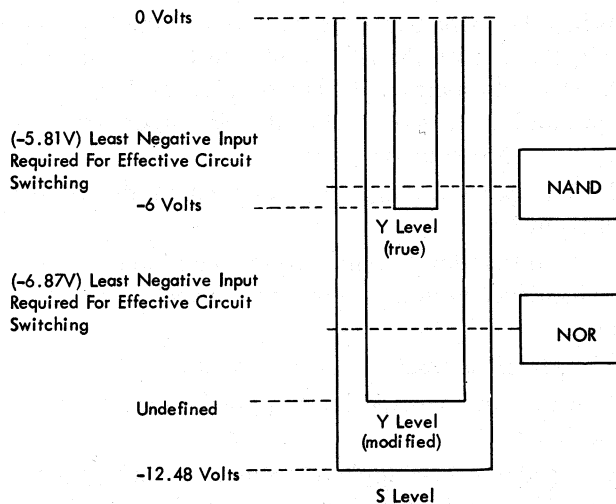 0 Volts
(-5.81V) Least Negative Input
Required For Effective Circuit
Switching
NAND
-6 Volts
Y Level
(true)
(-6.87V) Least Negative Input
Required For Effective Circuit
Switching
NOR
Undefined
Y Level
(modified)
-12.48 Volts
S Level